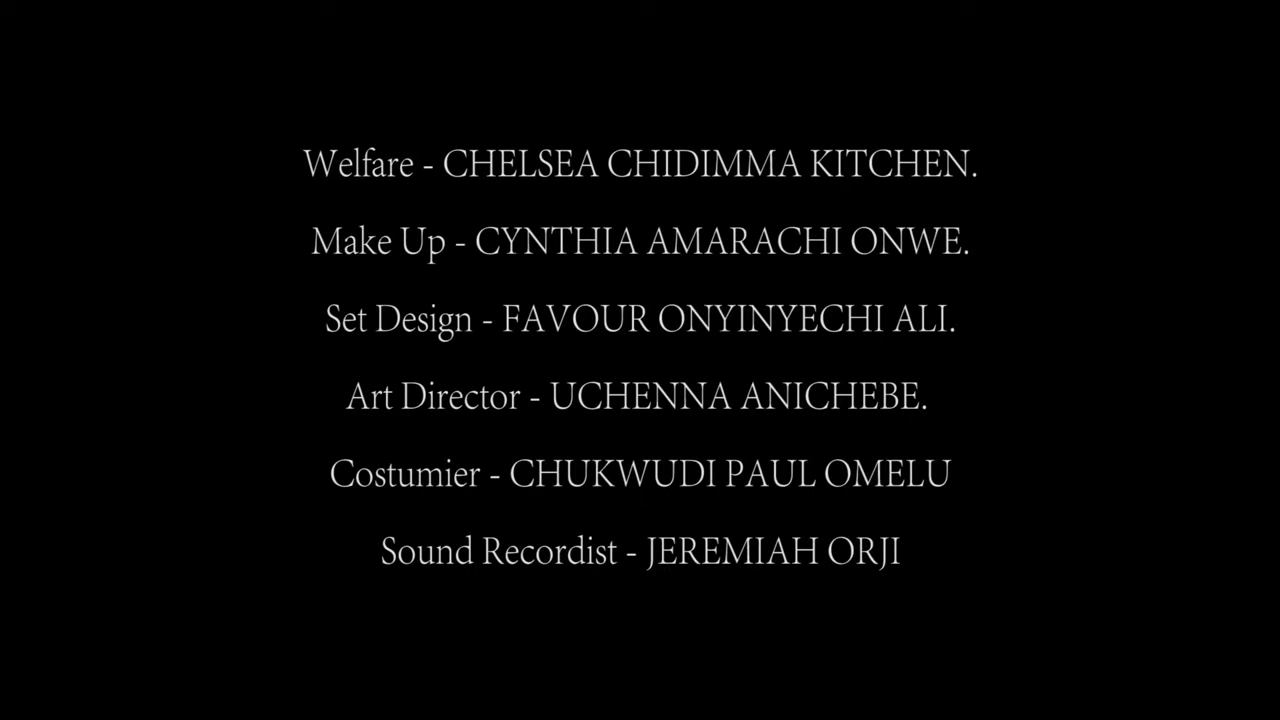 Welfare - CHELSEA CHIDIMMA KITCHEN.
Make Up - CYNTHIA AMARACHI ONWE.
Set Design - FAVOUR ONYINYECHI ALI.
Art Director - UCHENNA ANICHEBE.
Costumier - CHUKWUDI PAUL OMELU
Sound Recordist - JEREMIAH ORJI